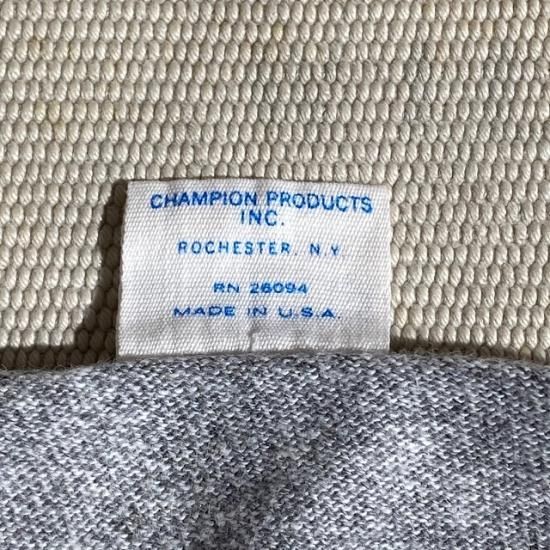 CHAMPION PRODUCTS
INC.
ROCHESTER, N.Y.
RN 26094
MADE IN U.S.A.